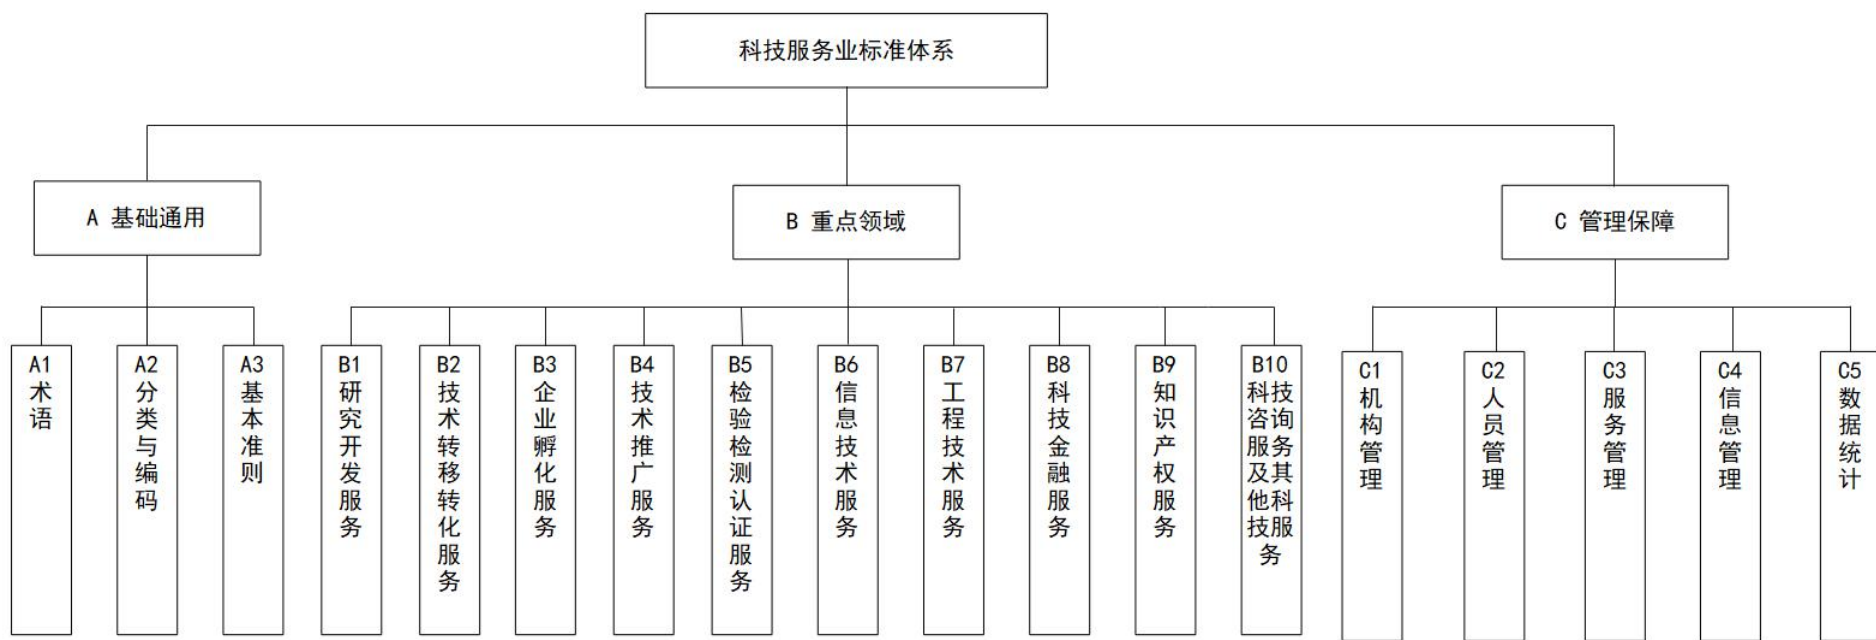 科技服务业标准体系
A 基础通用
B 重点领域
C 管理保障
A1
术语
A2
分类与编码
A3
基本准则
B1
研究开发服务
B2
技术转移转化服务
B3
企业孵化服务
B4
技术推广服务
B5
检验检测认证服务
B6
信息技术服务
B7
工程技术服务
B8
科技金融服务
B9
知识产权服务
B10
科技
咨询
服务
及其
他科
技服
务
C1
机构管理
C2
人员管理
C3
服务管理
C4
信息管理
C5
数据统计